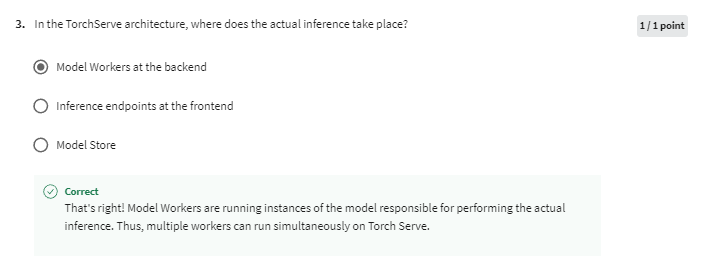 3. In the TorchServe architecture, where does the actual inference take place?
1 / 1 point
Model Workers at the backend
Inference endpoints at the frontend
Model Store
Correct
That's right! Model Workers are running instances of the model responsible for performing the actual
inference. Thus, multiple workers can run simultaneously on Torch Serve.